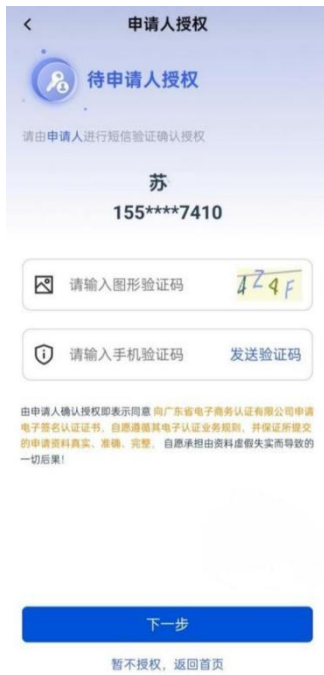 申请人授权
待申请人授权
请由申请人进行短信验证确认授权
苏
155****7410
请输入图形验证码 4Z4F
请输入手机验证码 发送验证码
由申请人确认授权即表示同意 向广东省电子商务认证有限公司申请
电子签名认证证书，自愿遵循其电子认证业务规则，并保证所提交
的申请资料真实、准确、完整， 自愿承担由资料虚假失实而导致的
一切后果！
下一步
暂不授权，返回首页